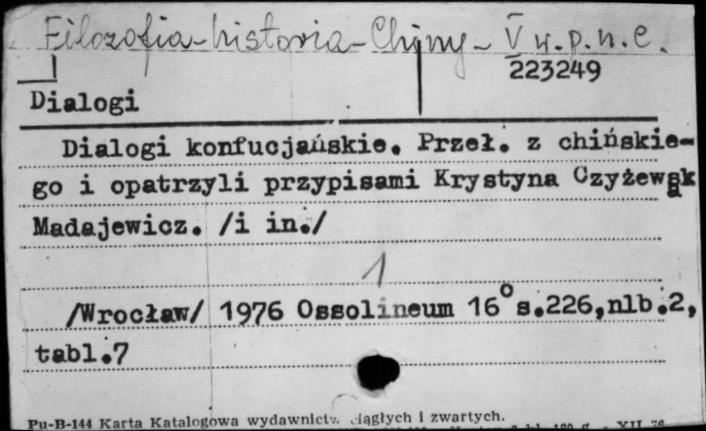 Filozofia - historia - Chiny - V w.p.n.e.
223249
Dialogi
Dialogi konfucjańskie. Przeł. z chińskie-
go i opatrzyli przypisami Krystyna Czyżewsk
a
Madajewicz. /i in./
1
/Wrocław/ 1976 Ossolineum 16° s.226,nlb.2,
tabl.7
Pu-B-144 Karta Katalogowa wydawnictw ciągłych i zwartych.